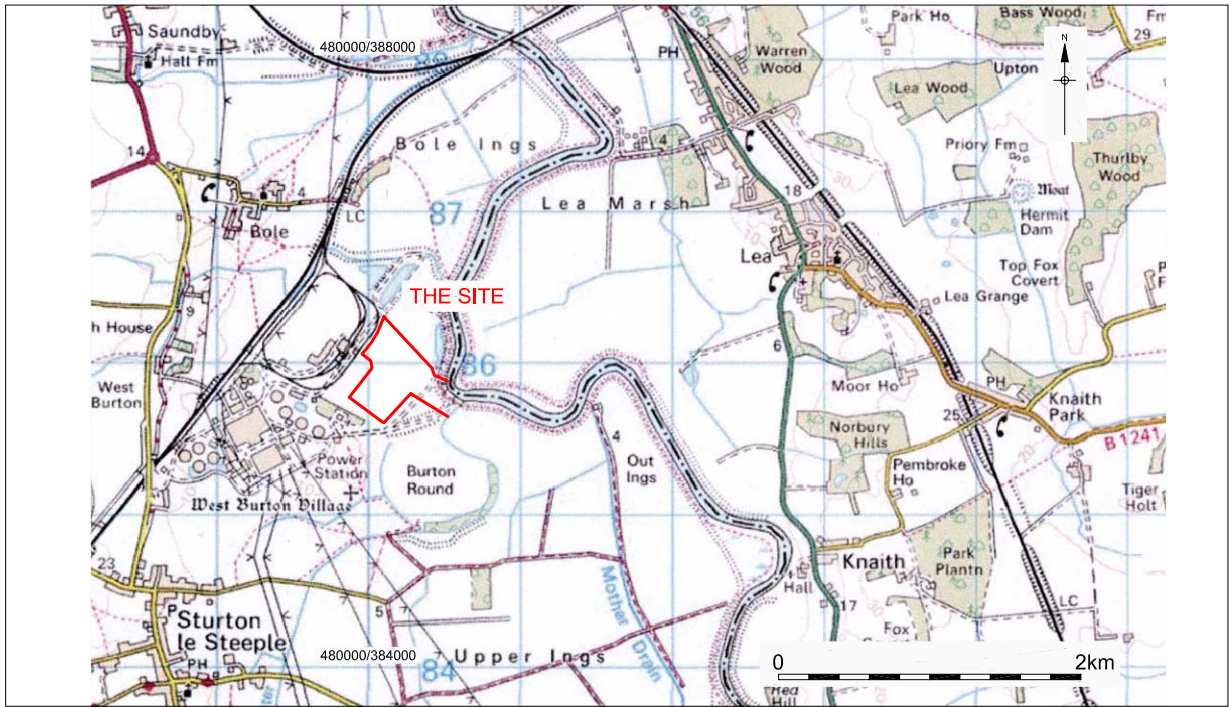 Saundby
Hall Fm
480000/388000
88
PH
Warren
Wood
Park Ho
Bass Wood
Fm
29
N
Upton
Lea Wood
Priory Fm
Thurlby
Wood
Moat
Hermit
Dam
Top Fox
Covert
14
Bole Ings
4
4
LC
Bole
87
Lea Marsh
18
Lea
Lea Grange
THE SITE
9
h House
West
Burton
86
6
Moor Ho
PH
25
Knaith
Park
B1241
Norbury
Hills
Pembroke
Ho
Tiger
Holt
Power
Station
West Burton Village
Burton
Round
4
Out
Ings
23
Knaith
Hall
17
Park
Plantn
LC
Fox
5
Sturton
le Steeple
PH
480000/384000
84
Upper Ings
Mother
Drain
0
2km
Red
Hill